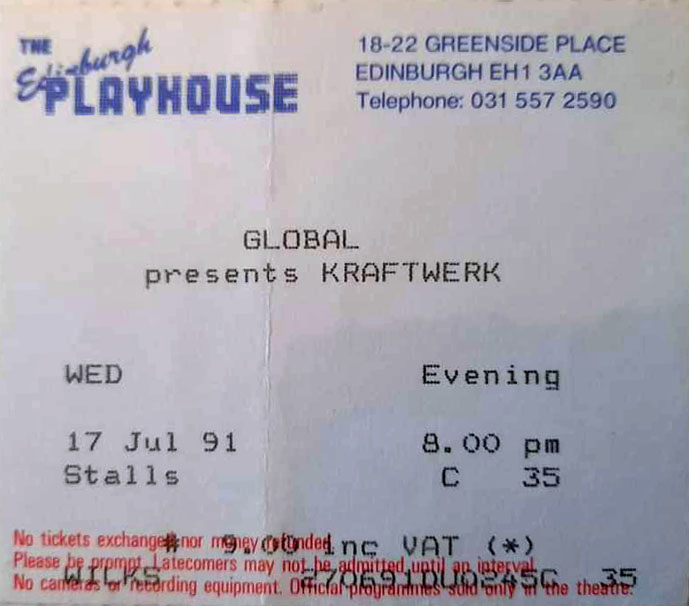 THE
Edinburgh
PLAYHOUSE
18-22 GREENSIDE PLACE
EDINBURGH EH1 3AA
Telephone: 031 557 2590
GLOBAL
presents KRAFTWERK
WED Evening
17 Jul 91 8.00 pm
Stalls C 35
No tickets exchanged nor money refunded.
# 9.00 inc VAT (*)
Please be prompt. Latecomers may not be admitted until an interval.
WILKS 35
No cameras or recording equipment. Official programmes sold only in the theatre.